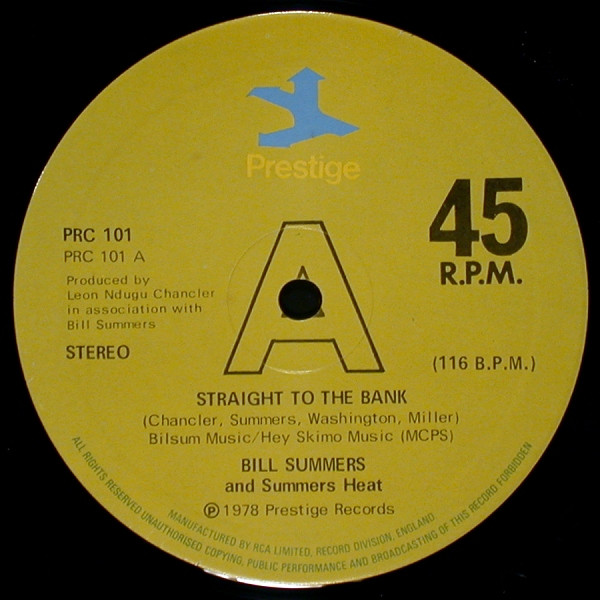 Prestige
45
R.P.M.
PRC 101
PRC 101 A
Produced by
Leon Ndugu Chancler
in association with
Bill Summers
STEREO
A
(116 B.P.M.)
STRAIGHT TO THE BANK
(Chancler, Summers, Washington, Miller)
Bilsum Music/Hey Skimo Music (MCPS)
BILL SUMMERS
and Summers Heat
Ⓟ1978 Prestige Records
MANUFACTURED BY RCA LIMITED, RECORD DIVISION, ENGLAND
ALL RIGHTS RESERVED UNAUTHORISED COPYING, PUBLIC PERFORMANCE AND BROADCASTING OF THIS RECORD FORBIDDEN